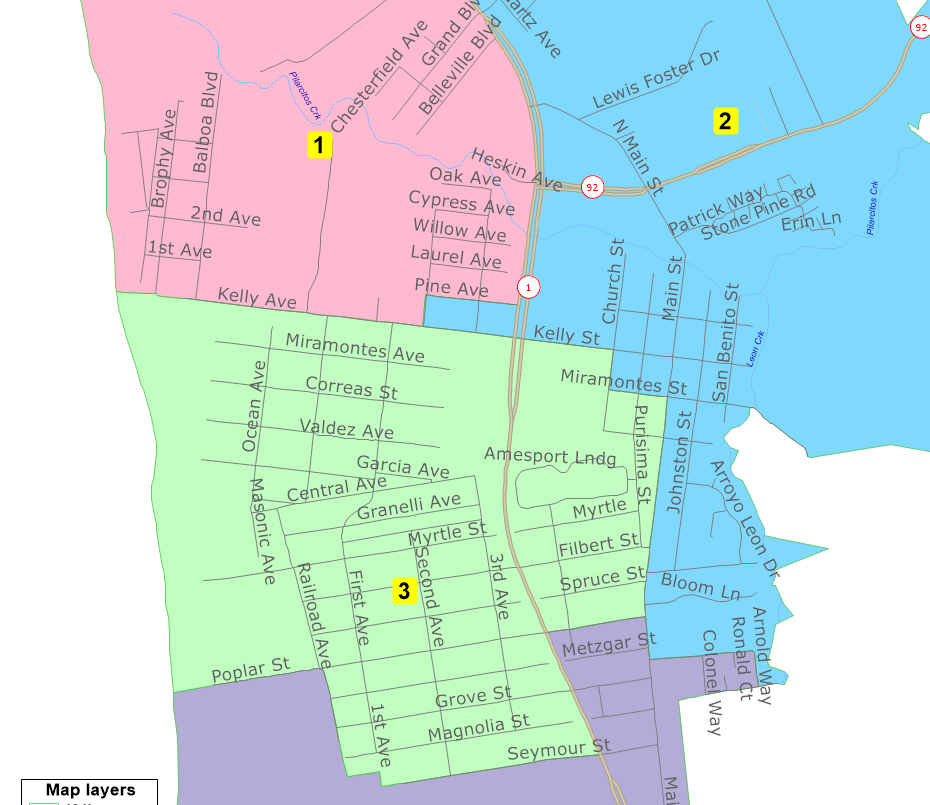 92
artz Ave
Grand Blv
Chesterfield Ave
Belleville Blvd
Lewis Foster Dr
Pilarcitos Crk
Balboa Blvd
Brophy Ave
1
2
N Main St
Heskin Ave
Oak Ave
92
Pilarcitos Crk
Cypress Ave
Patrick Way
Stone Pine Rd
Erin Ln
2nd Ave
Willow Ave
1st Ave
Laurel Ave
Church St
Main St
Pine Ave
1
San Benito St
Kelly Ave
Kelly St
Leon Crk
Miramontes Ave
Correas St
Miramontes St
Ocean Ave
Valdez Ave
Purisima St
Johnston St
Garcia Ave
Amesport Lndg
Central Ave
Arroyo Leon Dr
Masonic Ave
Granelli Ave
Myrtle
Myrtle St
Filbert St
Railroad Ave
First Ave
3
Second Ave
3rd Ave
Spruce St
Bloom Ln
Metzgar St
Colonel Way
Ronald Ct
Arnold Way
Poplar St
Grove St
1st Ave
Magnolia St
Seymour St
Mai
Map layers